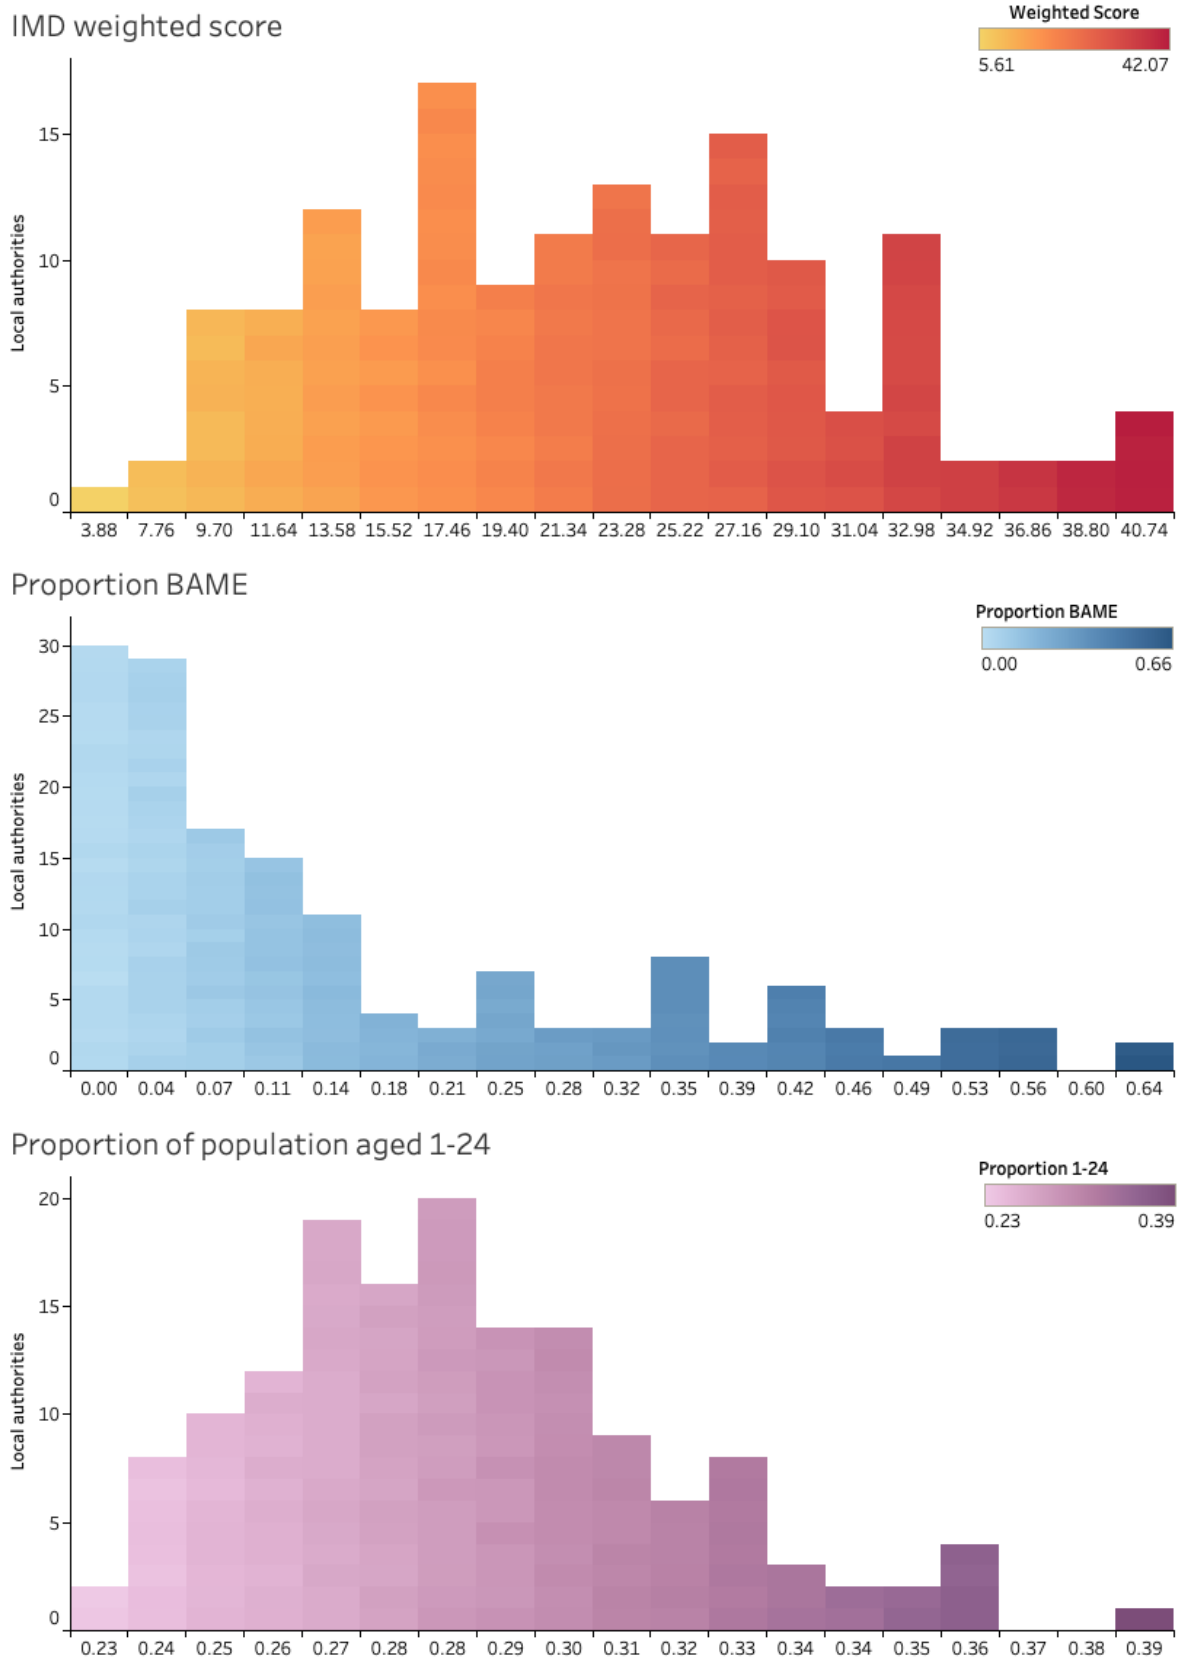 IMD weighted score
Weighted Score
5.61 42.07
Local authorities
15
10
5
0
3.88 7.76 9.70 11.64 13.58 15.52 17.46 19.40 21.34 23.28 25.22 27.16 29.10 31.04 32.98 34.92 36.86 38.80 40.74
Proportion BAME
Proportion BAME
0.00 0.66
Local authorities
30
25
20
15
10
5
0
0.00 0.04 0.07 0.11 0.14 0.18 0.21 0.25 0.28 0.32 0.35 0.39 0.42 0.46 0.49 0.53 0.56 0.60 0.64
Proportion of population aged 1-24
Proportion 1-24
0.23 0.39
Local authorities
20
15
10
5
0
0.23 0.24 0.25 0.26 0.27 0.28 0.28 0.29 0.30 0.31 0.32 0.33 0.34 0.34 0.35 0.36 0.37 0.38 0.39